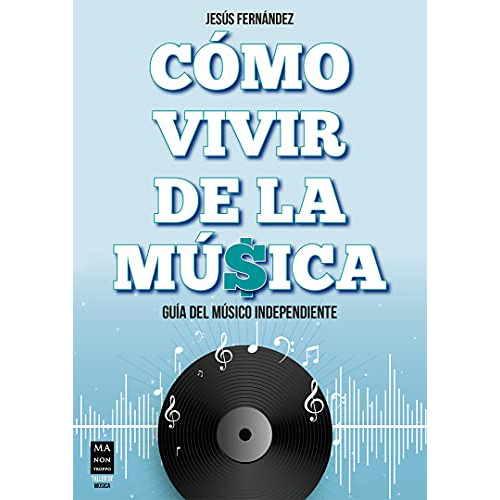 JESÚS FERNÁNDEZ
CÓMO
VIVIR
DE LA
MÚ$ICA
GUÍA DEL MÚSICO INDEPENDIENTE
MA
NON
TROPPO
TALLER DE
MÚSICA